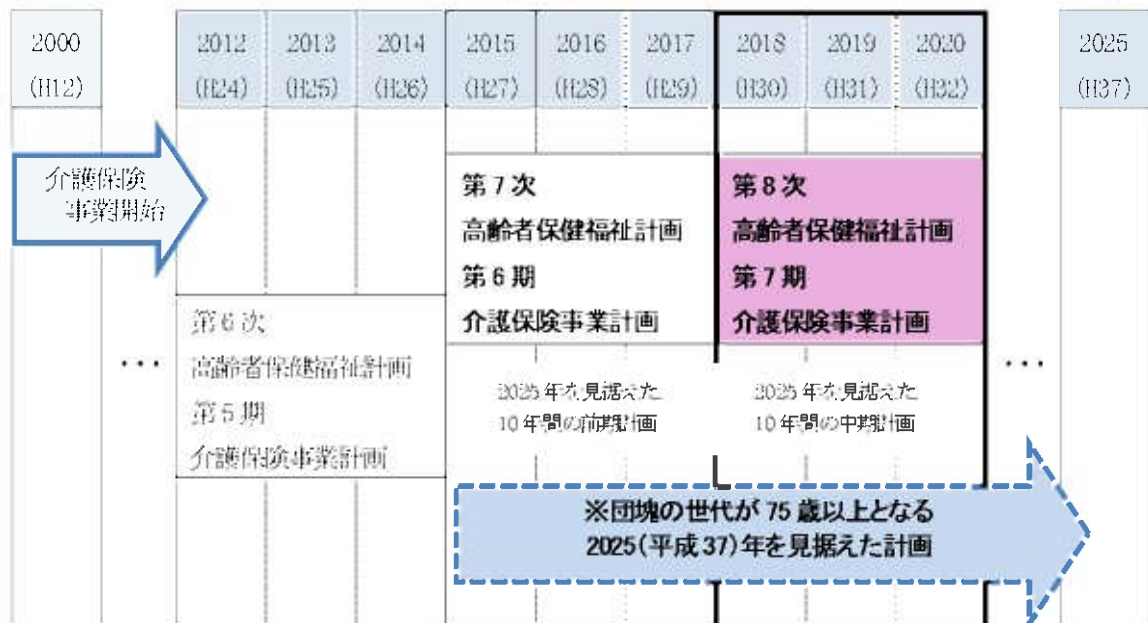 2000 2012 2013 2014 2015 2016 2017 2018 2019 2020 2025
(H12) (H24) (H25) (H26) (H27) (H28) (H29) (H30) (H31) (H32) (H37)
介護保険
事業開始
第7次
高齢者保健福祉計画
第6期
介護保険事業計画
第8次
高齢者保健福祉計画
第7期
介護保険事業計画
第6次
高齢者保健福祉計画
第5期
介護保険事業計画
…
…
2025年を見据えた
10年間の前期計画
2025年を見据えた
10年間の中期計画
※団塊の世代が75歳以上となる
2025(平成37)年を見据えた計画